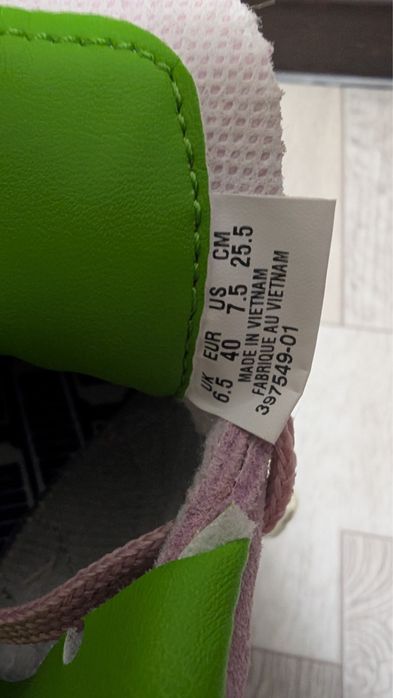 UK EUR US CM
6.5 40 7.5 25.5
MADE IN VIETNAM
FABRIQUE AU VIETNAM
397549-01